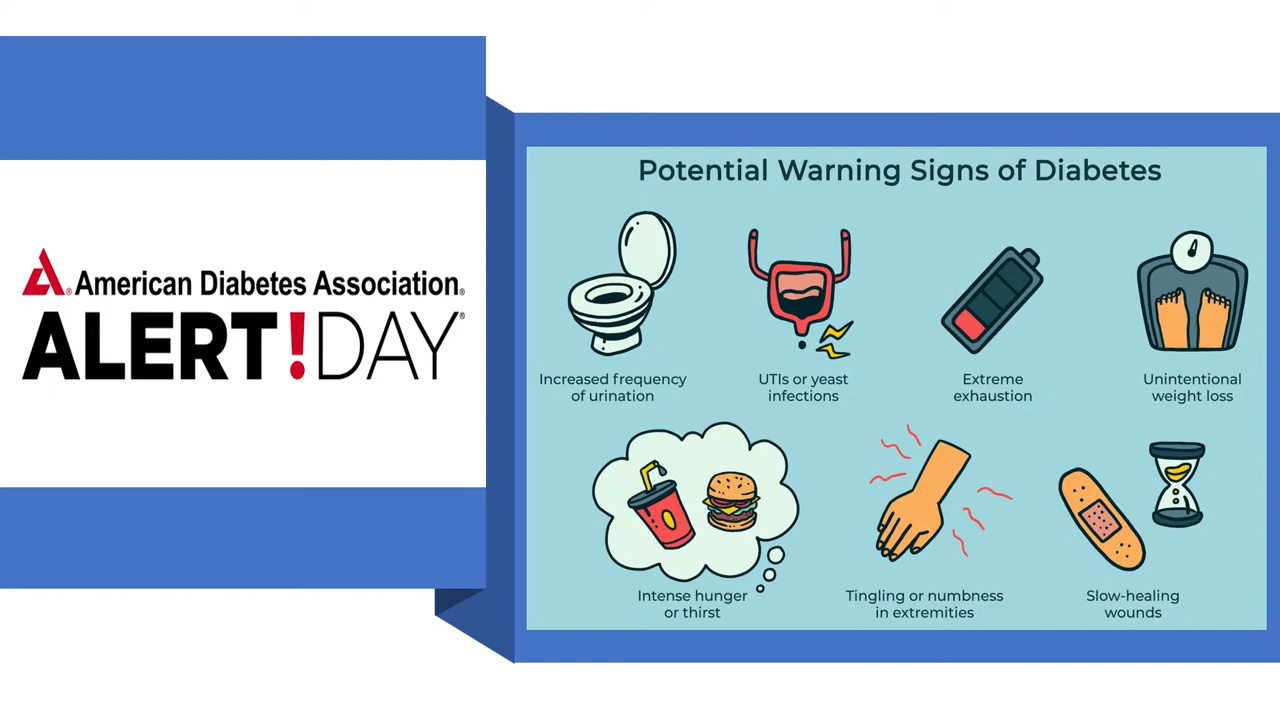 American Diabetes Association®
ALERT!DAY®
Potential Warning Signs of Diabetes
Increased frequency
of urination
UTIs or yeast
infections
Extreme
exhaustion
Unintentional
weight loss
Intense hunger
or thirst
Tingling or numbness
in extremities
Slow-healing
wounds